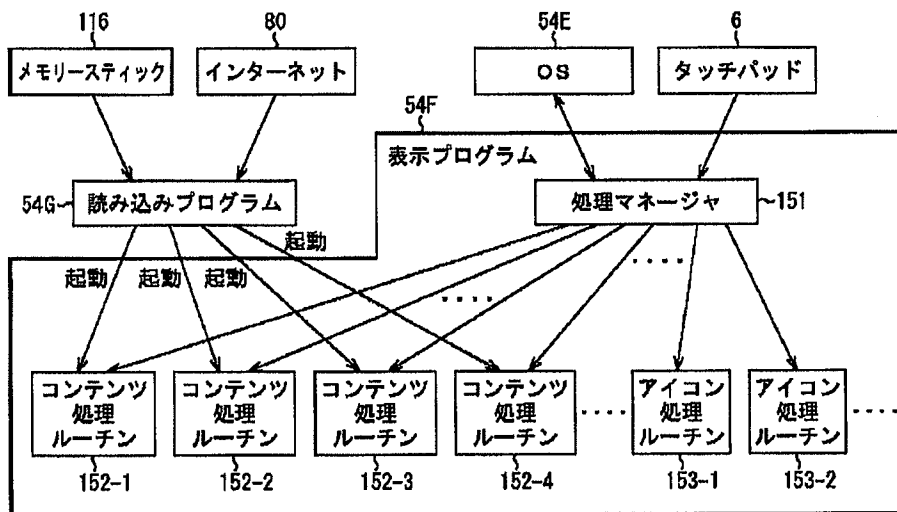 116
80
54E
6
メモリースティック
インターネット
OS
タッチパッド
54F
表示プログラム
54G
読み込みプログラム
処理マネージャ
151
起動
起動
起動
起動
コンテンツ
処理
ルーチン
コンテンツ
処理
ルーチン
コンテンツ
処理
ルーチン
コンテンツ
処理
ルーチン
アイコン
処理
ルーチン
アイコン
処理
ルーチン
152-1
152-2
152-3
152-4
153-1
153-2